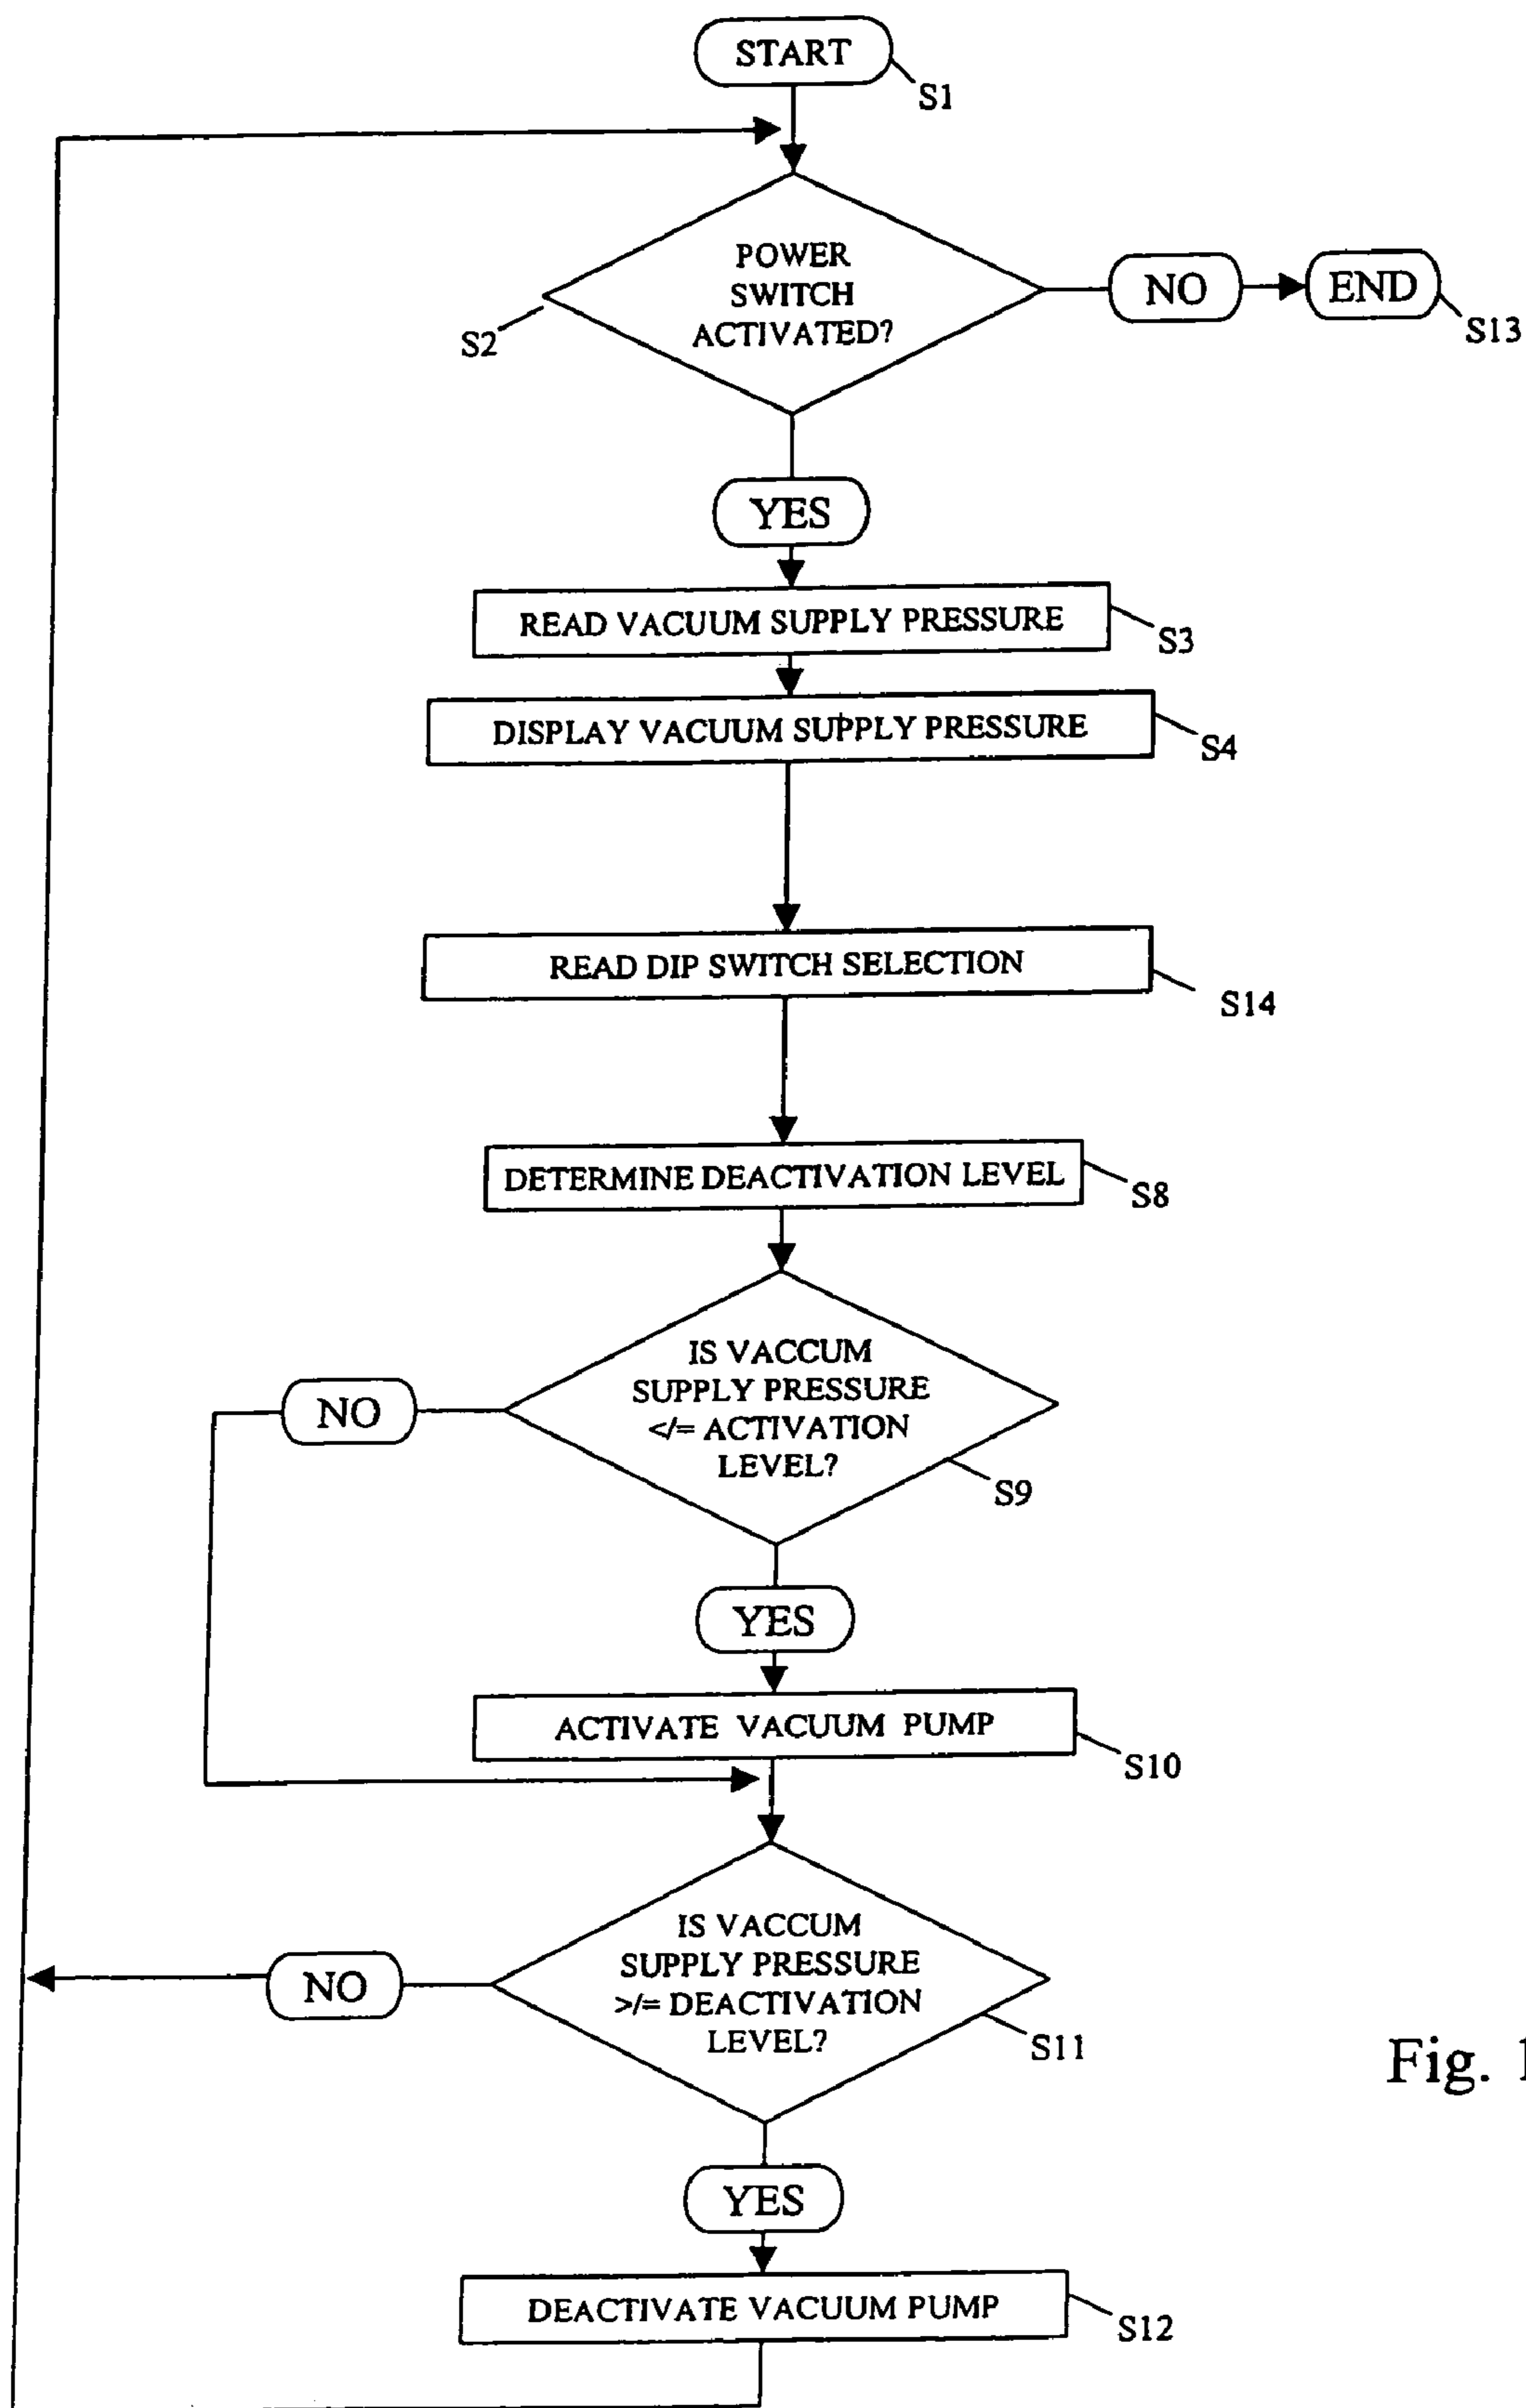 START
S1
POWER
SWITCH
ACTIVATED?
S2
NO
END
S13
YES
READ VACUUM SUPPLY PRESSURE
S3
DISPLAY VACUUM SUPPLY PRESSURE
S4
READ DIP SWITCH SELECTION
S14
DETERMINE DEACTIVATION LEVEL
S8
IS VACCUM
SUPPLY PRESSURE
</= ACTIVATION
LEVEL?
S9
NO
YES
ACTIVATE VACUUM PUMP
S10
IS VACCUM
SUPPLY PRESSURE
>/= DEACTIVATION
LEVEL?
S11
NO
Fig.
YES
DEACTIVATE VACUUM PUMP
S12